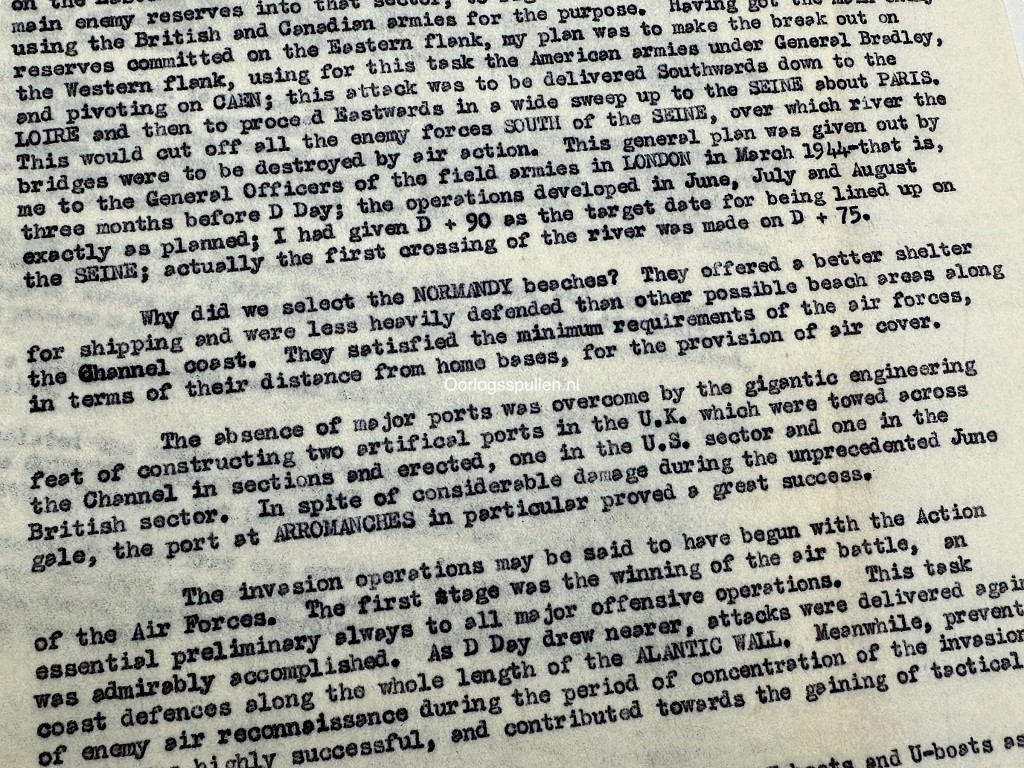 main enemy reserves into that sector,
using the British and Canadian armies for the purpose. Having got the main
reserves committed on the Eastern flank, my plan was to make the break out on
the Western flank, using for this task the American armies under General Bradley,
and pivoting on CAEN; this attack was to be delivered Southwards down to the
LOIRE and then to proce d Eastwards in a wide sweep up to the SEINE about PARIS.
This would cut off all the enemy forces SOUTH of the SEINE, over which river the
bridges were to be destroyed by air action. This general plan was given out by
me to the General Officers of the field armies in LONDON in March 1944-that is,
three months before D Day; the operations developed in June, July and August
exactly as planned; I had given D + 90 as the target date for being lined up on
the SEINE; actually the first crossing of the river was made on D + 75.
Why did we select the NORMANDY beaches? They offered a better shelter
for shipping and were less heavily defended than other possible beach areas along
the Channel coast. They satisfied the minimum requirements of the air forces,
in terms of their distance from home bases, for the provision of air cover.
Oorlogsspullen.nl
The absence of major ports was overcome by the gigantic engineering
feat of constructing two artifical ports in the U.K. which were towed across
the Channel in sections and erected, one in the U.S. sector and one in the
British sector. In spite of considerable damage during the unprecedented June
gale, the port at ARROMANCHES in particular proved a great success.
The invasion operations may be said to have begun with the Action
of the Air Forces. The first stage was the winning of the air battle, an
essential preliminary always to all major offensive operations. This task
was admirably accomplished. As D Day drew nearer, attacks were delivered again
coast defences along the whole length of the ALANTIC WALL. Meanwhile, prevent
of enemy air reconnaissance during the period of concentration of the invasion
highly successful, and contributed towards the gaining of tactical
boats and U-boats as